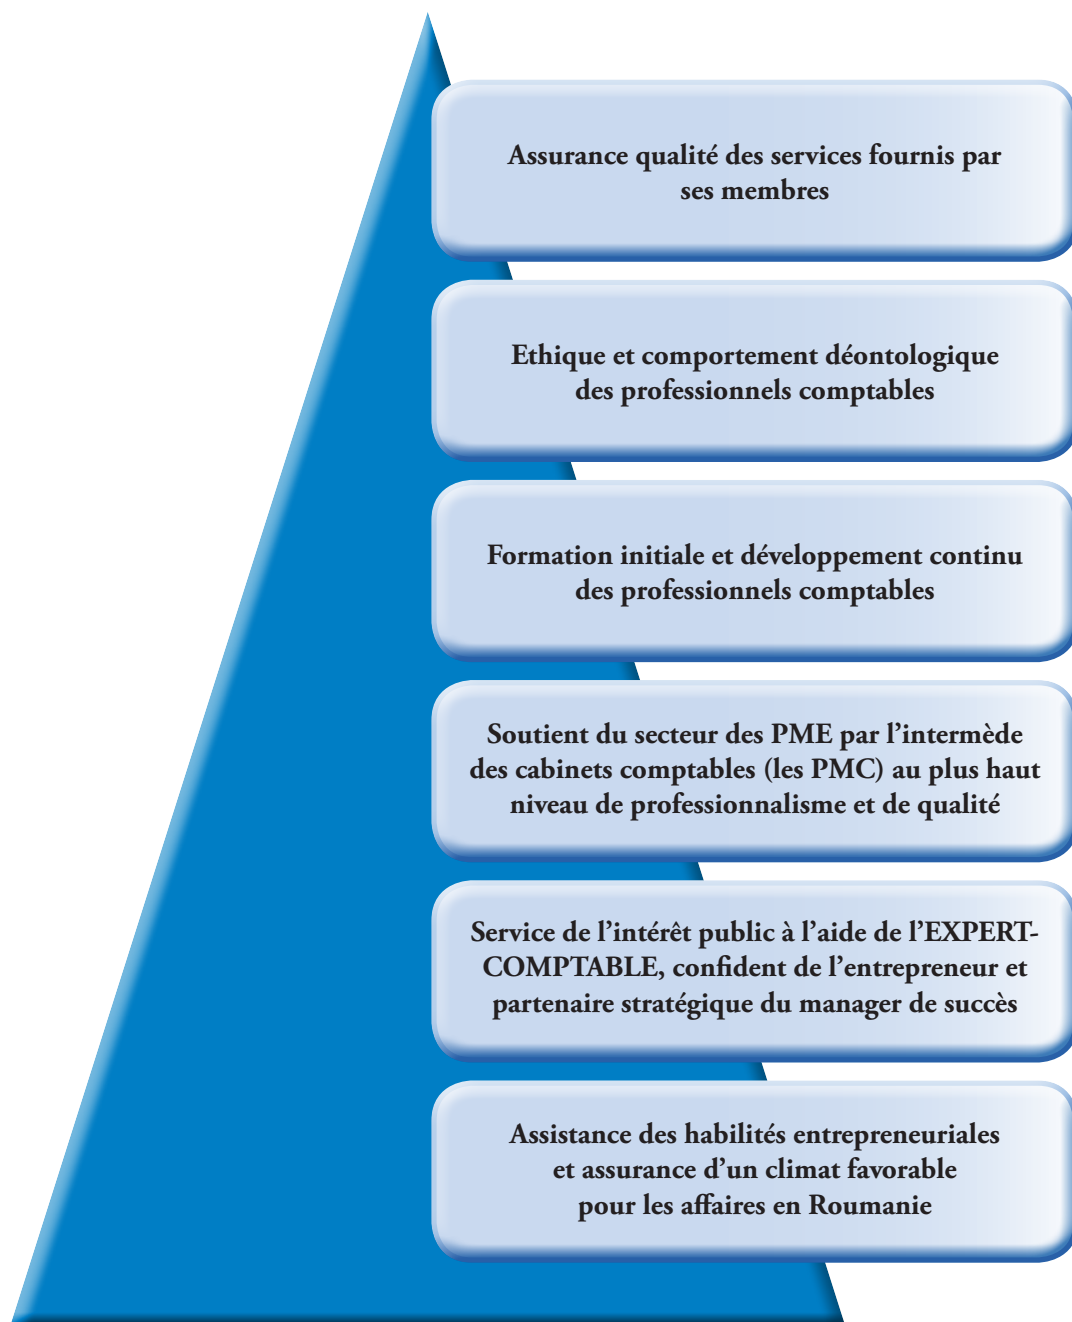 Assurance qualité des services fournis par
ses membres
Ethique et comportement déontologique
des professionnels comptables
Formation initiale et développement continu
des professionnels comptables
Soutient du secteur des PME par l’intermède
des cabinets comptables (les PMC) au plus haut
niveau de professionnalisme et de qualité
Service de l’intérêt public à l’aide de l’EXPERT-
COMPTABLE, confident de l’entrepreneur et
partenaire stratégique du manager de succès
Assistance des habilités entrepreneuriales
et assurance d’un climat favorable
pour les affaires en Roumanie